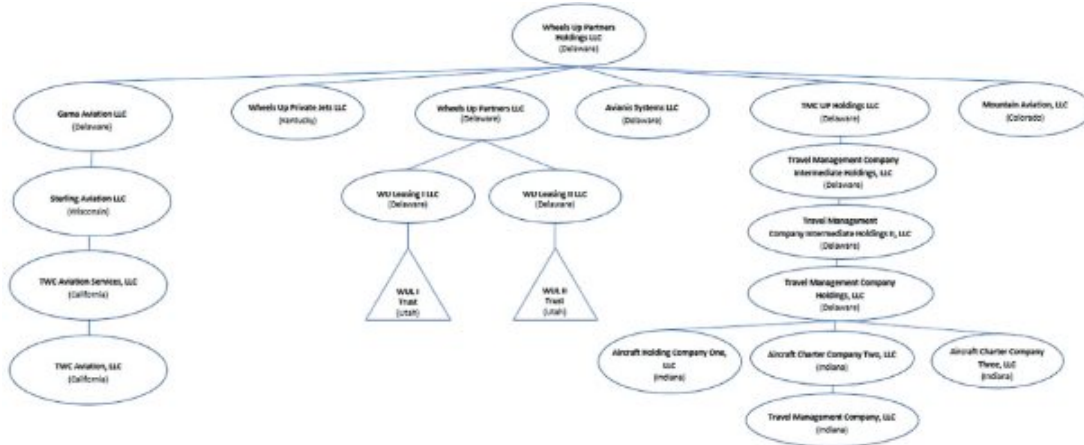 Wheels Up Partners
Holdings LLC
(Delaware)
Gama Aviation LLC
(Delaware)
Wheels Up Private Jets LLC
(Kentucky)
Wheels Up Partners LLC
(Delaware)
Avionis Systems LLC
(Delaware)
TMC UP Holdings LLC
(Delaware)
Mountain Aviation, LLC
(Colorado)
Sterling Aviation LLC
(Wisconsin)
WU Leasing I LLC
(Delaware)
WU Leasing II LLC
(Delaware)
Travel Management Company
Intermediate Holdings, LLC
(Delaware)
Travel Management
Company Intermediate Holdings II, LLC
(Delaware)
TWC Aviation Services, LLC
(California)
WUL I
Trust
(Utah)
WUL II
Trust
(Utah)
Travel Management Company
Holdings, LLC
(Delaware)
TWC Aviation, LLC
(California)
Aircraft Holding Company One,
LLC
(Indiana)
Aircraft Charter Company Two, LLC
(Indiana)
Aircraft Charter Company
Three, LLC
(Indiana)
Travel Management Company, LLC
(Indiana)